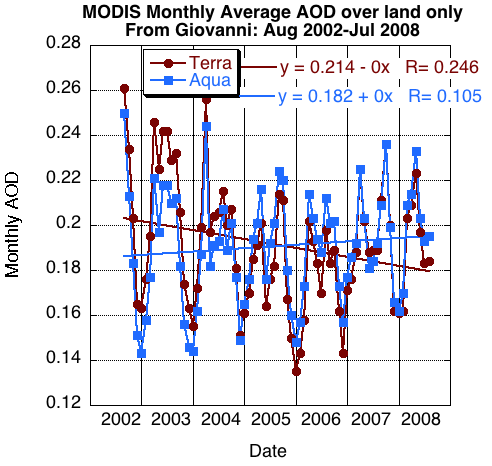 MODIS Monthly Average AOD over land only
From Giovanni: Aug 2002-Jul 2008
0.28
Terra
y = 0.214 - 0x R= 0.246
Aqua
y = 0.182 + 0x R= 0.105
0.26
0.24
0.22
0.2
0.18
0.16
0.14
0.12
Monthly AOD
2002 2003 2004 2005 2006 2007 2008
Date